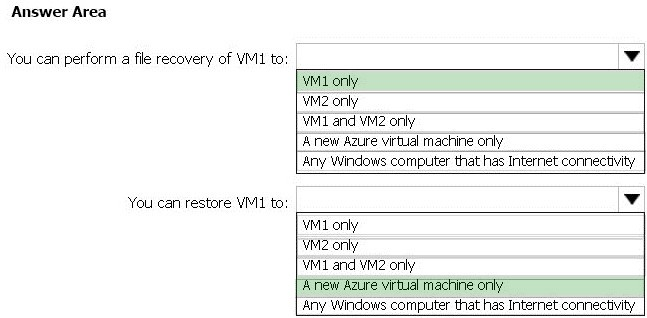 Answer Area
You can perform a file recovery of VM1 to:
VM1 only
VM2 only
VM1 and VM2 only
A new Azure virtual machine only
Any Windows computer that has Internet connectivity
You can restore VM1 to:
VM1 only
VM2 only
VM1 and VM2 only
A new Azure virtual machine only
Any Windows computer that has Internet connectivity